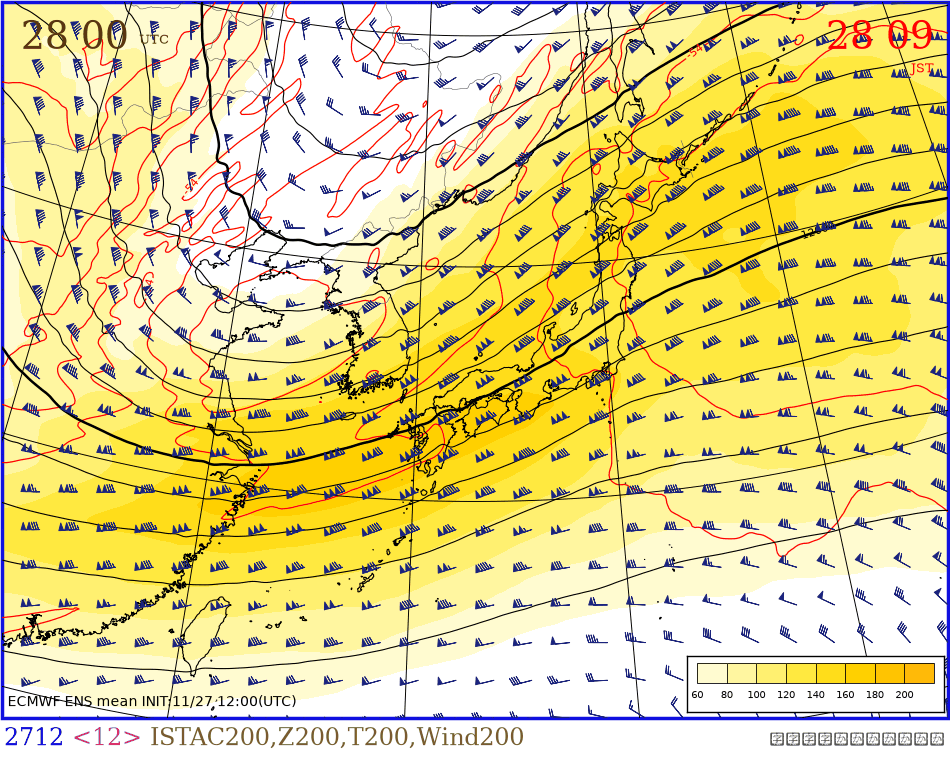 28 00 UTC
28 09
JST
-54
-54
ECMWF ENS mean INIT:11/27,12:00(UTC)
60 80 100 120 140 160 180 200
2712 <12> ISTAC200,Z200,T200,Wind200